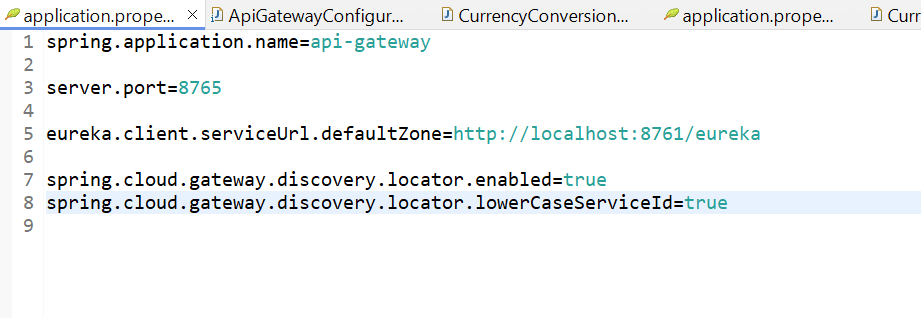 application.prope... ApiGatewayConfigur... CurrencyConversion... application.prope... Curr
1 spring.application.name=api-gateway
2
3 server.port=8765
4
5 eureka.client.serviceUrl.defaultZone=http://localhost:8761/eureka
6
7 spring.cloud.gateway.discovery.locator.enabled=true
8 spring.cloud.gateway.discovery.locator.lowerCaseServiceId=true
9